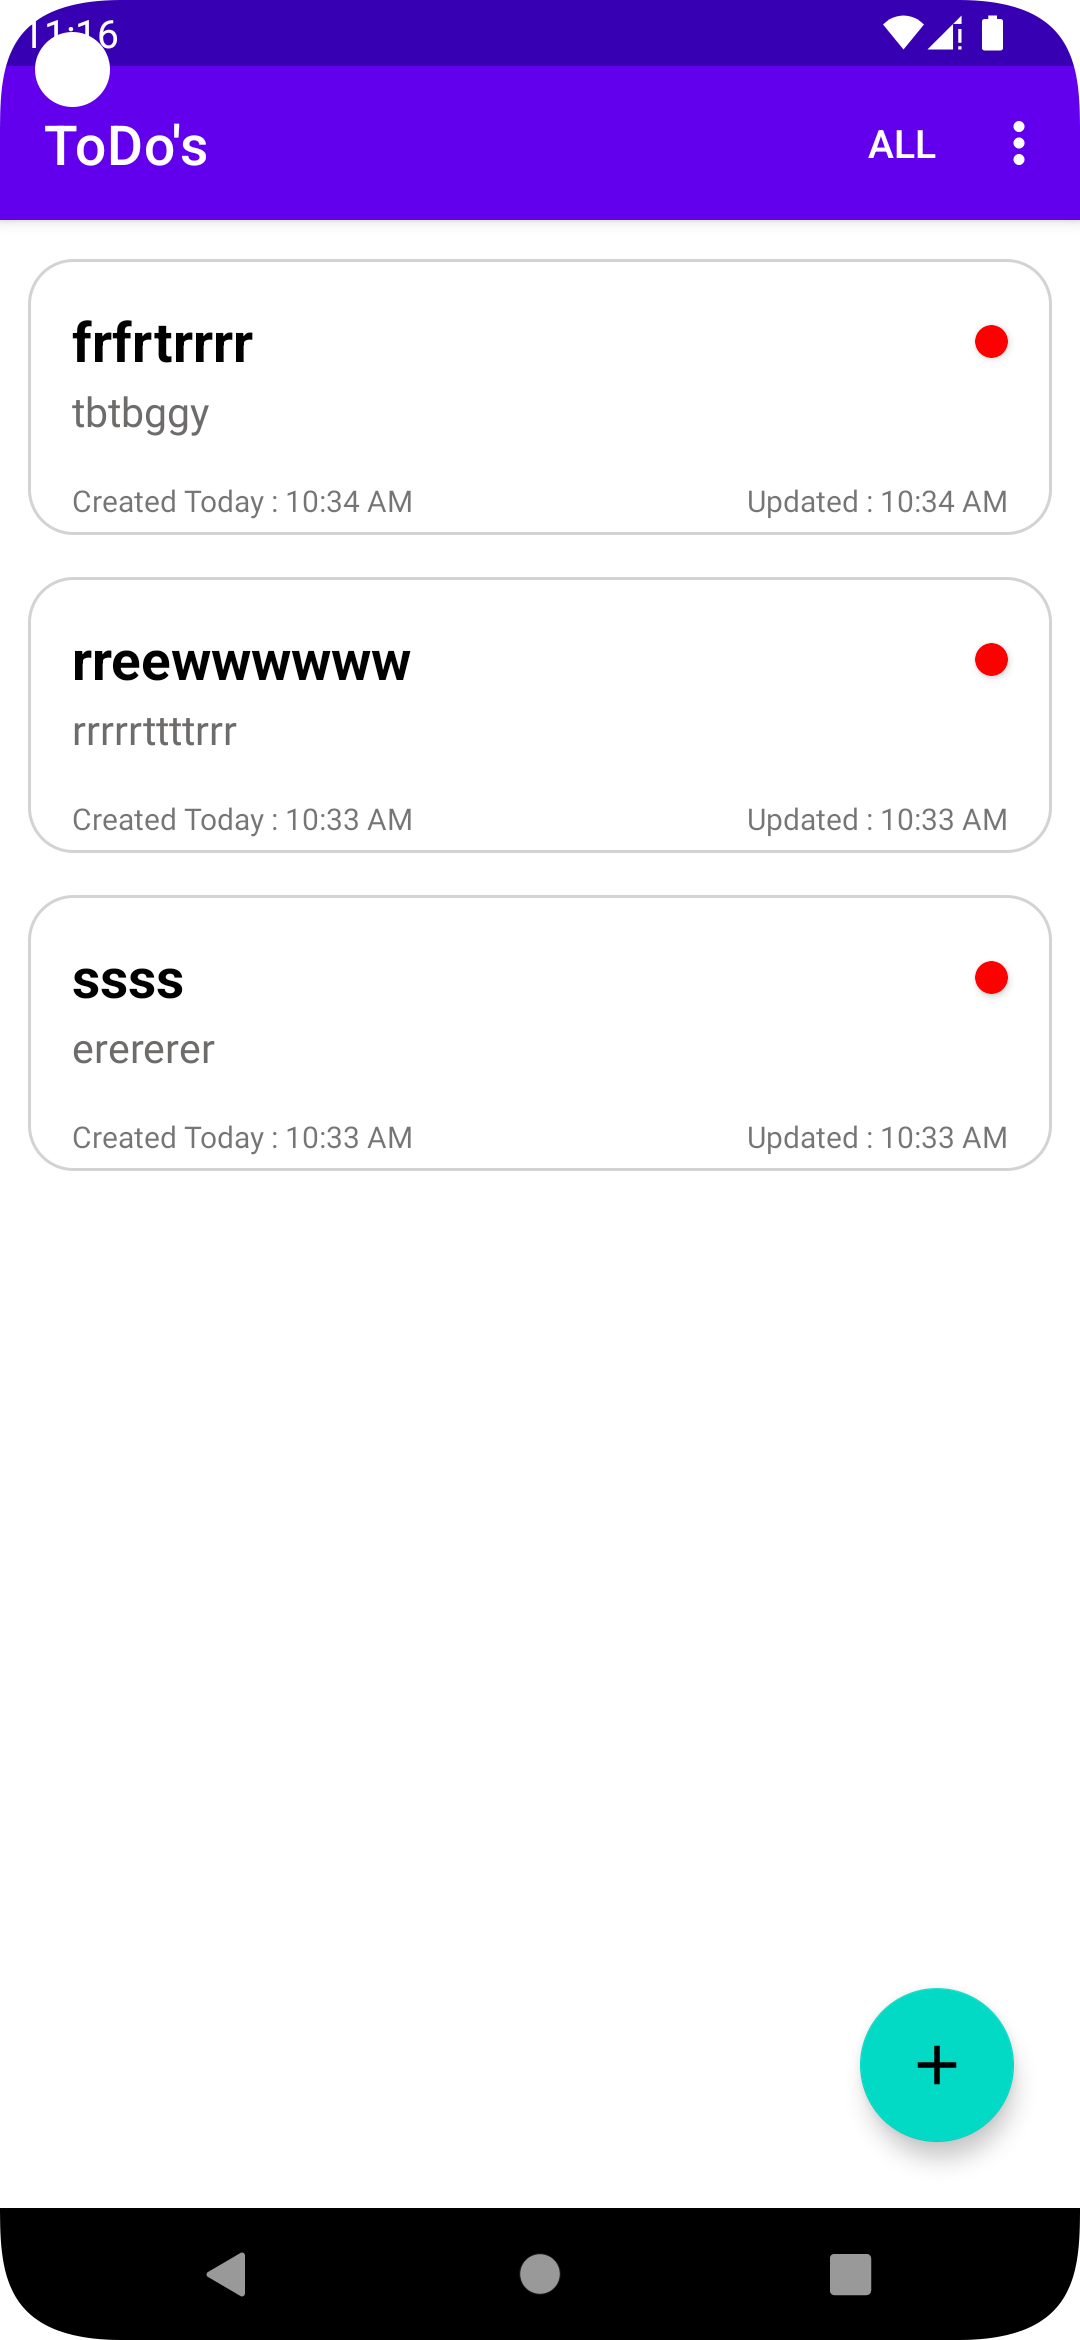 11:16
ToDo's
ALL
frfrtrrrr
tbtbggy
Created Today : 10:34 AM
Updated : 10:34 AM
rreewwwwww
rrrrrttttrrr
Created Today : 10:33 AM
Updated : 10:33 AM
ssss
erererer
Created Today : 10:33 AM
Updated : 10:33 AM